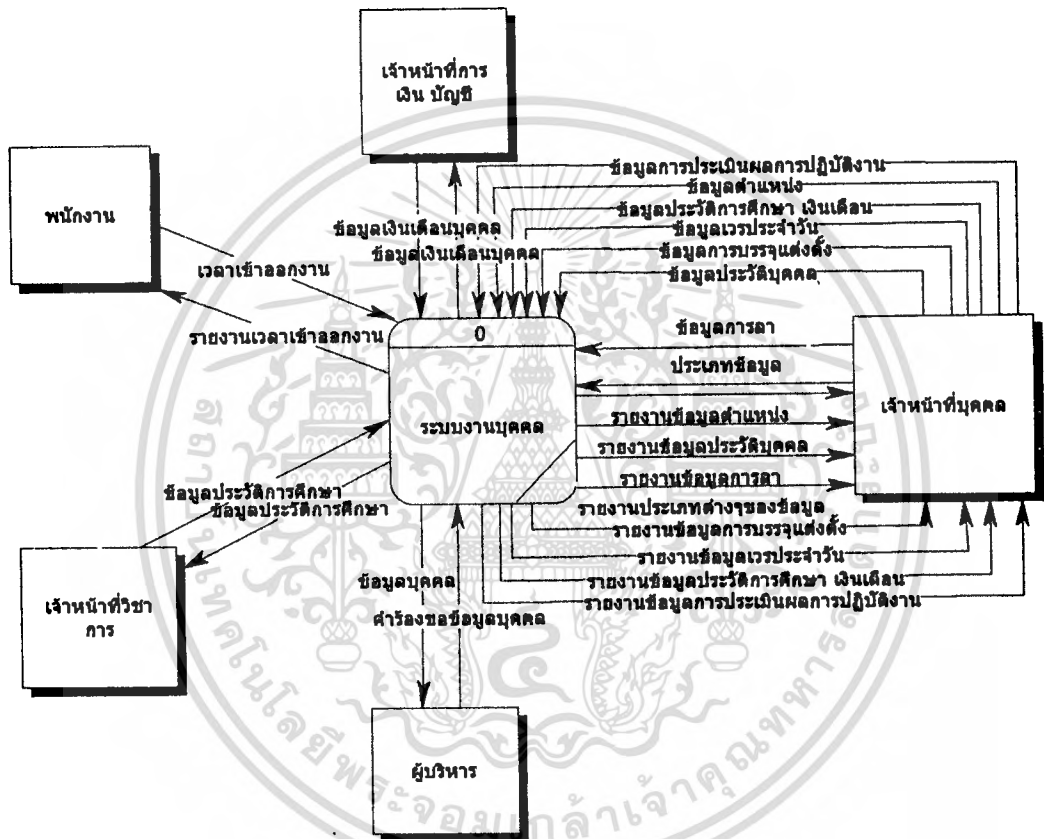 เจ้าหน้าที่การ
เงิน บัญชี
พนักงาน
ข้อมูลการประเมินผลการปฏิบัติงาน
ข้อมูลตำแหน่ง
ข้อมูลประวัติการศึกษา เงินเดือน
ข้อมูลเวรประจำวัน
ข้อมูลการบรรจุแต่งตั้ง
ข้อมูลประวัติบุคคล
ข้อมูลเงินเดือนบุคคล
ข้อมูลเงินเดือนบุคคล
เวลาเข้าออกงาน
รายงานเวลาเข้าออกงาน
0
ระบบงานบุคคล
ข้อมูลการลา
ประเภทข้อมูล
รายงานข้อมูลตำแหน่ง
รายงานข้อมูลประวัติบุคคล
รายงานข้อมูลการลา
เจ้าหน้าที่บุคคล
รายงานประเภทต่างๆของข้อมูล
รายงานข้อมูลการบรรจุแต่งตั้ง
รายงานข้อมูลเวรประจำวัน
รายงานข้อมูลประวัติการศึกษา เงินเดือน
รายงานข้อมูลการประเมินผลการปฏิบัติงาน
ข้อมูลประวัติการศึกษา
ข้อมูลประวัติการศึกษา
เจ้าหน้าที่วิชา
การ
ข้อมูลบุคคล
คำร้องขอข้อมูลบุคคล
ผู้บริหาร